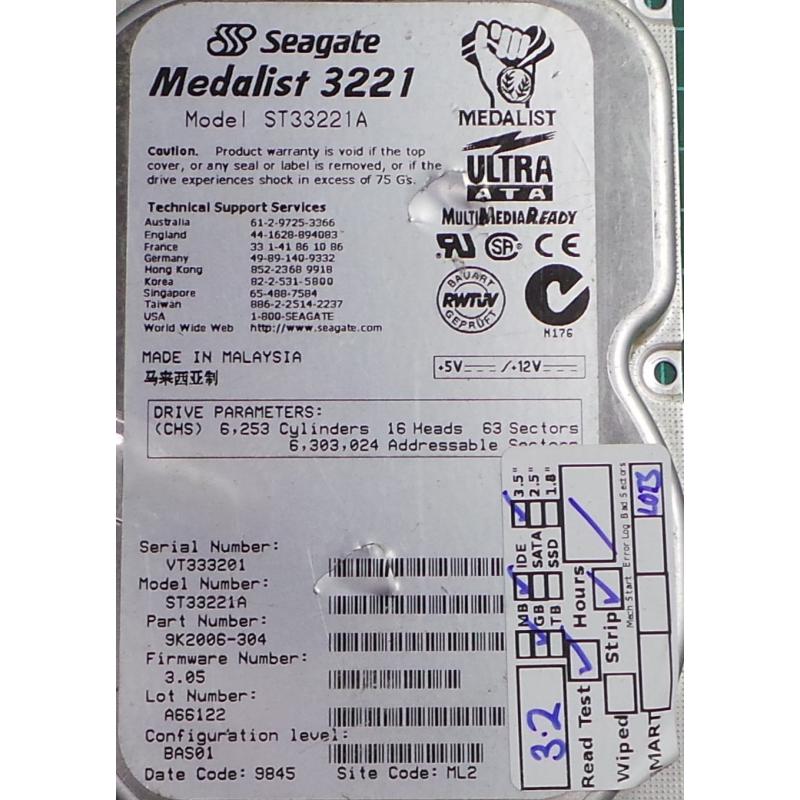 Seagate
Medalist 3221
Model ST33221A
MEDALIST
ULTRA
ATA
MULTIMEDIAREADY
Caution. Product warranty is void if the top
cover, or any seal or label is removed, or if the
drive experiences shock in excess of 75 G's.
Technical Support Services
Australia 61-2-9725-3366
England 44-1628-894083
France 33 1-41 86 10 86
Germany 49-89-140-9332
Hong Kong 852-2368 9918
Korea 82-2-531-5800
Singapore 65-488-7584
Taiwan 886-2-2514-2237
USA 1-800-SEAGATE
World Wide Web http://www.seagate.com
BAUART
RWTÜV
GEPRÜFT
N176
MADE IN MALAYSIA
马来西亚制
+5V /+12V
DRIVE PARAMETERS:
(CHS) 6,253 Cylinders 16 Heads 63 Sectors
6,303,024 Addressable Sectors
Serial Number:
VT333201
Model Number:
ST33221A
Part Number:
9K2006-304
Firmware Number:
3.05
Lot Number:
A66122
Configuration level:
BAS01
Date Code: 9845 Site Code: ML2
3.2
MB IDE 3.5"
GB SATA 2.5"
TB SSD 1.8"
Read Test Hours
Wiped Strip
SMART Mech Start Error Log Bad Sectors